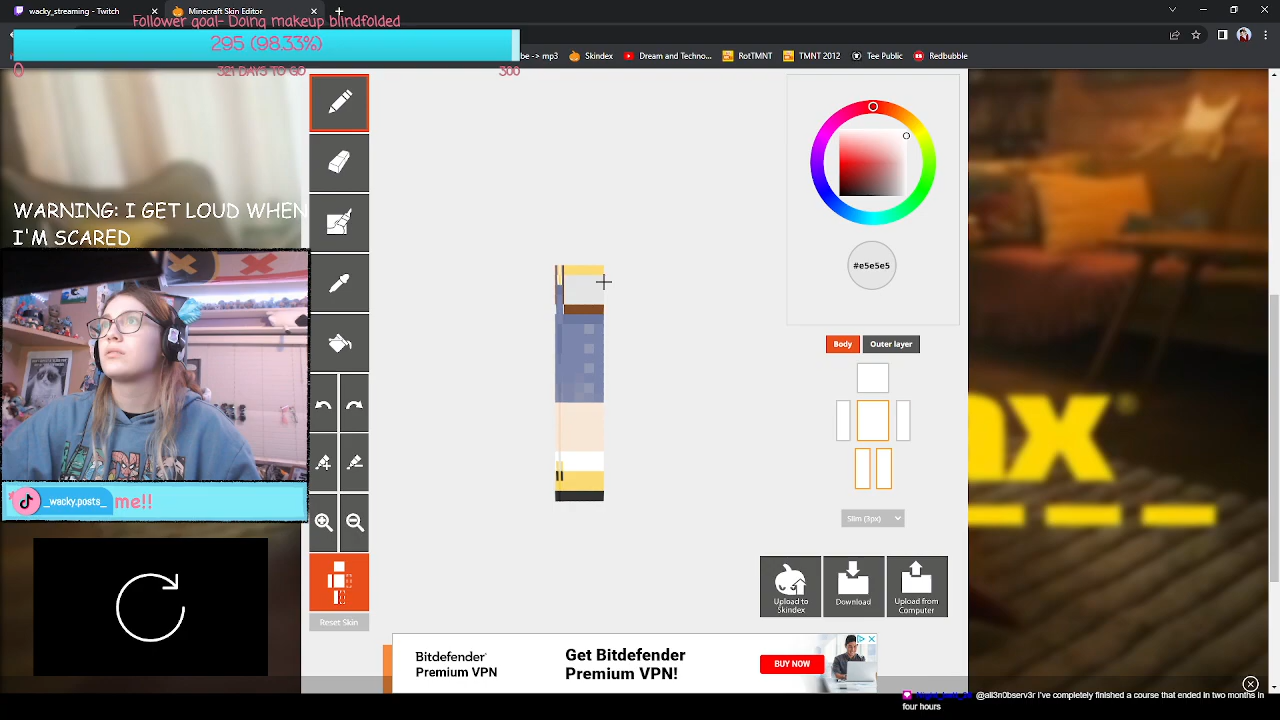 wacky_streaming - Twitch
Minecraft Skin Editor
Follower goal- Doing makeup blindfolded
295 (98.33%)
0
321 DAYS TO GO
300
be -> mp3
Skindex
Dream and Techno...
RotTMNT
TMNT 2012
Tee Public
Redbubble
WARNING: I GET LOUD WHEN
I'M SCARED
#e5e5e5
Body
Outer layer
Slim (3px)
_wacky.posts_
me!!
Upload to
Skindex
Download
Upload from
Computer
Reset Skin
Bitdefender
Premium VPN
Get Bitdefender
Premium VPN!
BUY NOW
ax
I've completely finished a course that ended in two months in
four hours